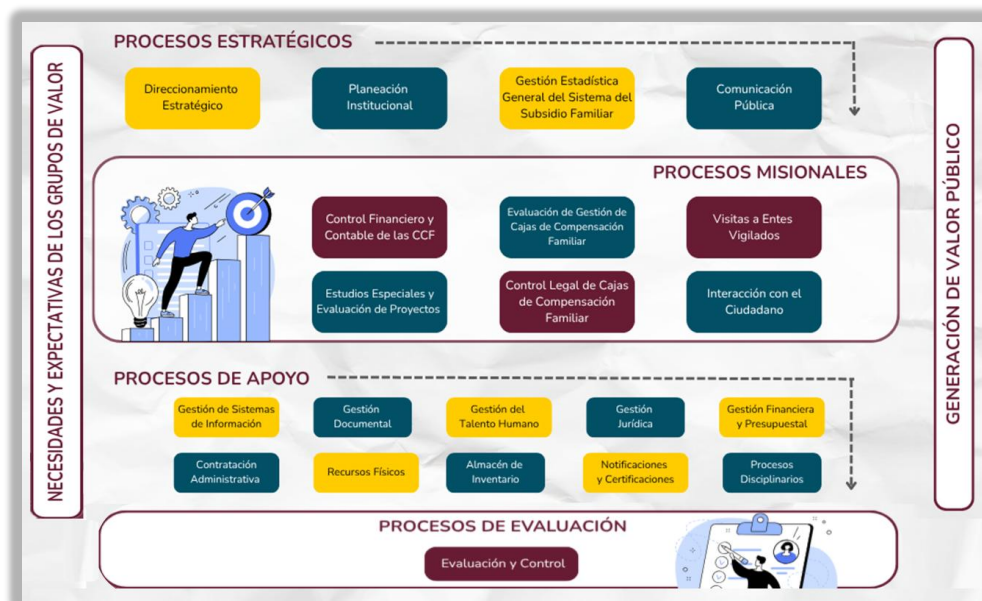 NECESIDADES Y EXPECTATIVAS DE LOS GRUPOS DE VALOR
PROCESOS ESTRATÉGICOS
Direccionamiento
Estratégico
Planeación
Institucional
Gestión Estadística
General del Sistema del
Subsidio Familiar
Comunicación
Pública
PROCESOS MISIONALES
Control Financiero y
Contable de las CCF
Evaluación de Gestión de
Cajas de Compensación
Familiar
Visitas a Entes
Vigilados
Estudios Especiales y
Evaluación de Proyectos
Control Legal de Cajas
de Compensación
Familiar
Interacción con el
Ciudadano
PROCESOS DE APOYO
Gestión de Sistemas
de Información
Gestión
Documental
Gestión del
Talento Humano
Gestión
Jurídica
Gestión Financiera
y Presupuestal
Contratación
Administrativa
Recursos Físicos
Almacén de
Inventario
Notificaciones
y Certificaciones
Procesos
Disciplinarios
PROCESOS DE EVALUACIÓN
Evaluación y Control
GENERACIÓN DE VALOR PÚBLICO